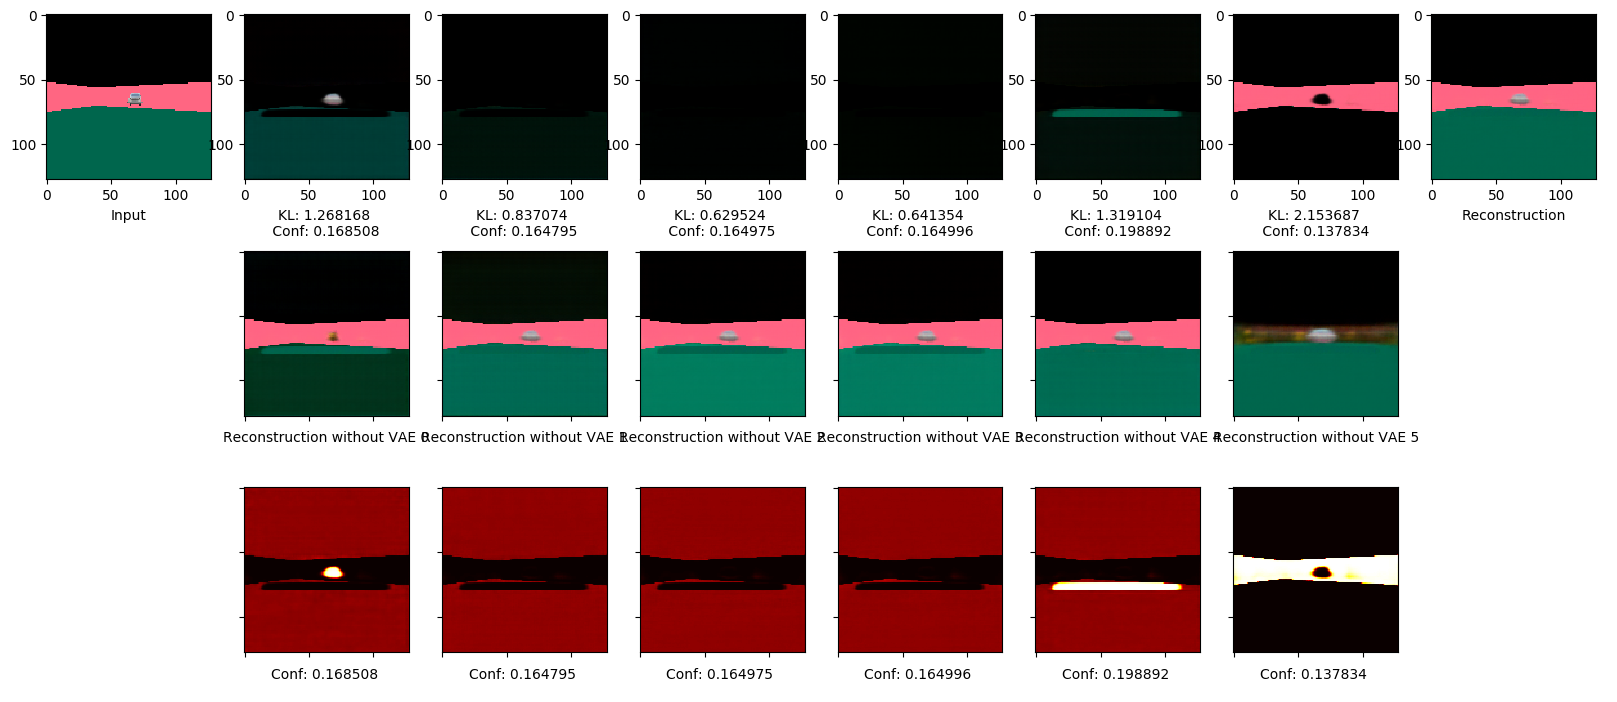 0
50
100
0 50 100
Input
0
50
100
0 50 100
KL: 1.268168
Conf: 0.168508
0
50
100
0 50 100
KL: 0.837074
Conf: 0.164795
0
50
100
0 50 100
KL: 0.629524
Conf: 0.164975
0
50
100
0 50 100
KL: 0.641354
Conf: 0.164996
0
50
100
0 50 100
KL: 1.319104
Conf: 0.198892
0
50
100
0 50 100
KL: 2.153687
Conf: 0.137834
0
50
100
0 50 100
Reconstruction
Reconstruction without VAE 0
Reconstruction without VAE 1
Reconstruction without VAE 2
Reconstruction without VAE 3
Reconstruction without VAE 4
Reconstruction without VAE 5
Conf: 0.168508
Conf: 0.164795
Conf: 0.164975
Conf: 0.164996
Conf: 0.198892
Conf: 0.137834